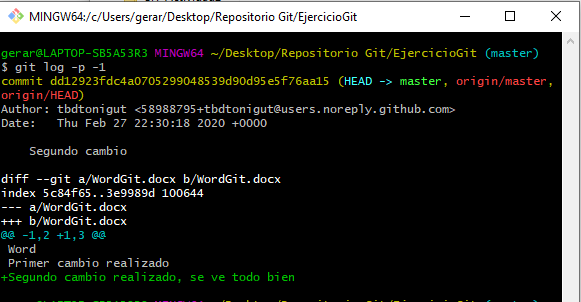 MINGW64:/c/Users/gerar/Desktop/Repositorio Git/EjercicioGit
gerar@LAPTOP-SB5A53R3 MINGW64 ~/Desktop/Repositorio Git/EjercicioGit (master)
$ git log -p -1
commit dd12923fdc4a0705299048539d90d95e5f76aa15 (HEAD -> master, origin/master,
origin/HEAD)
Author: tbdtonigut <58988795+tbdtonigut@users.noreply.github.com>
Date:   Thu Feb 27 22:30:18 2020 +0000
    Segundo cambio
diff --git a/WordGit.docx b/WordGit.docx
index 5c84f65..3e9989d 100644
--- a/WordGit.docx
+++ b/WordGit.docx
@@ -1,2 +1,3 @@
 Word
 Primer cambio realizado
+Segundo cambio realizado, se ve todo bien